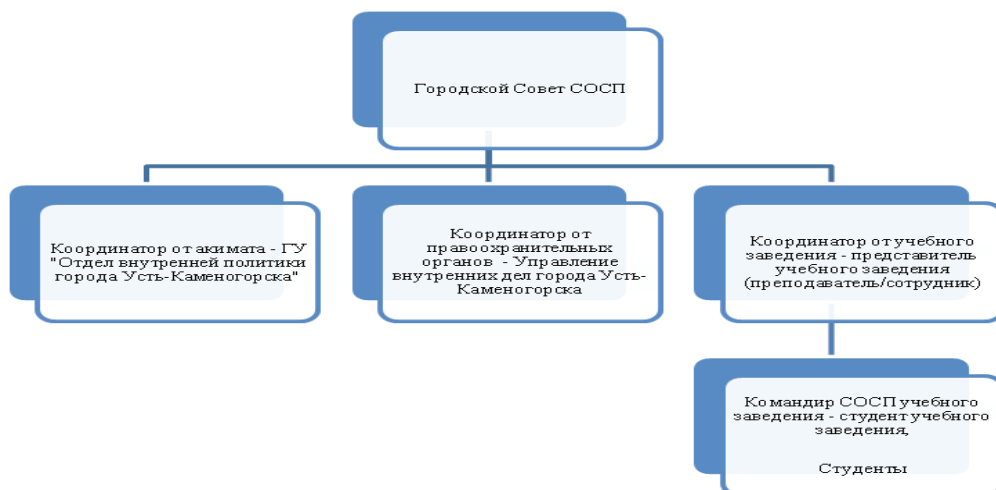 Городской Совет СОСП
Координатор от акимата - ГУ
"Отдел внутренней политики
города Усть-Каменогорска"
Координатор от
правоохранительных
органов - Управление
внутренних дел города Усть-
Каменогорска
Координатор от учебного
заведения - представитель
учебного заведения
(преподаватель/сотрудник)
Командир СОСП учебного
заведения - студент учебного
заведения,
Студенты